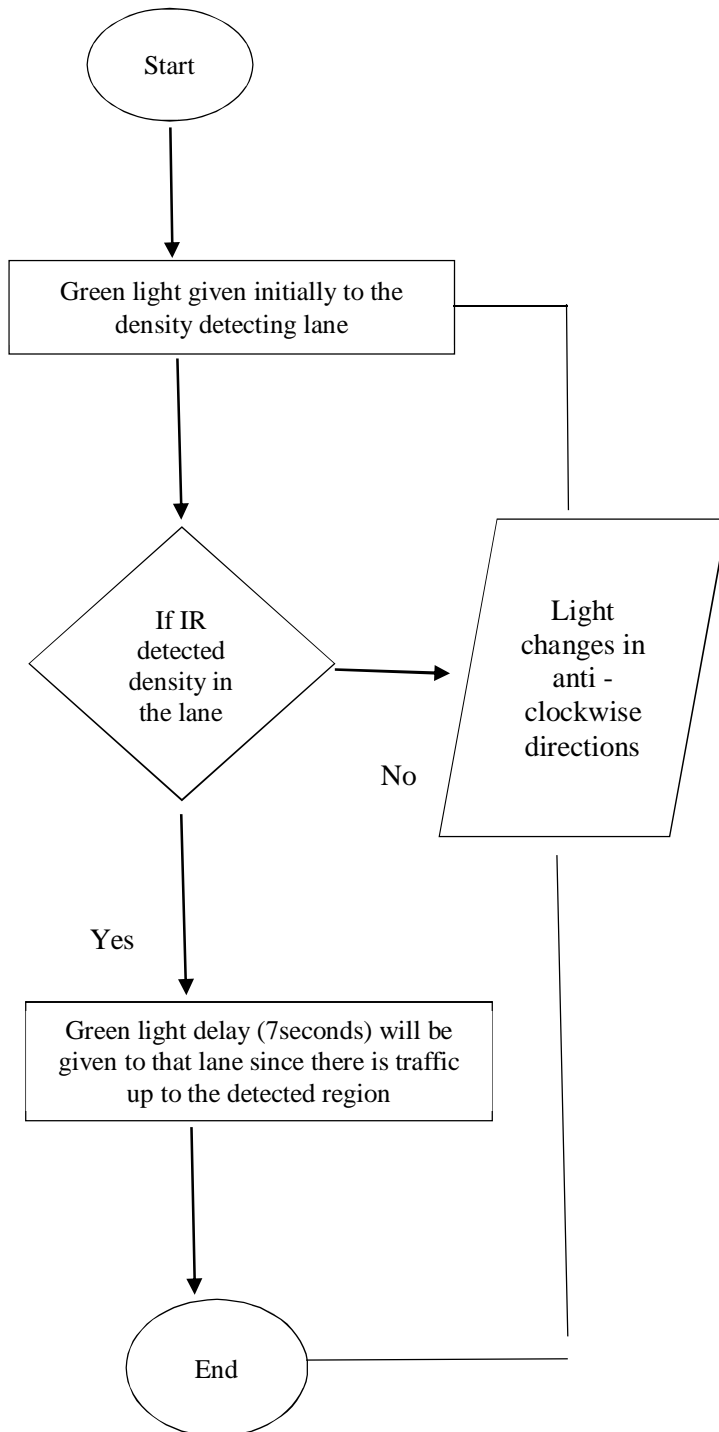 Start
Green light given initially to the
density detecting lane
If IR
detected
density in
the lane
Light
changes in
anti -
clockwise
directions
No
Yes
Green light delay (7seconds) will be
given to that lane since there is traffic
up to the detected region
End